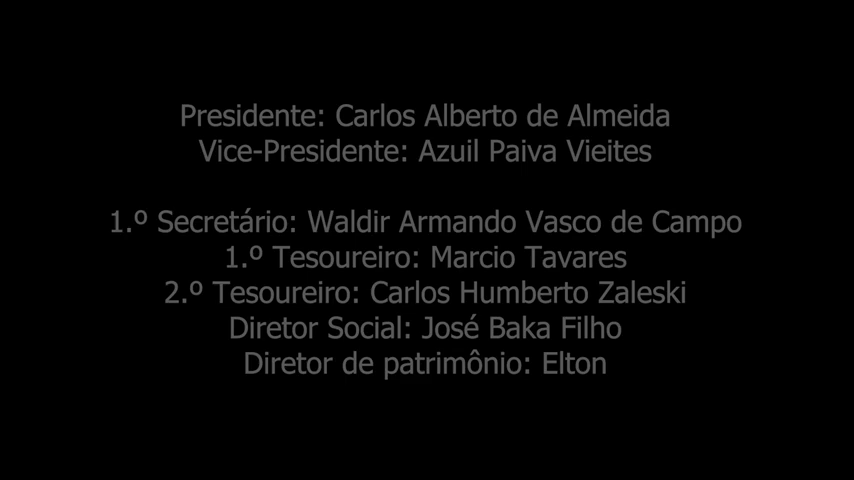 Presidente: Carlos Alberto de Almeida
Vice-Presidente: Azuil Paiva Vieites
1.º Secretário: Waldir Armando Vasco de Campo
1.º Tesoureiro: Marcio Tavares
2.º Tesoureiro: Carlos Humberto Zaleski
Diretor Social: José Baka Filho
Diretor de patrimônio: Elton